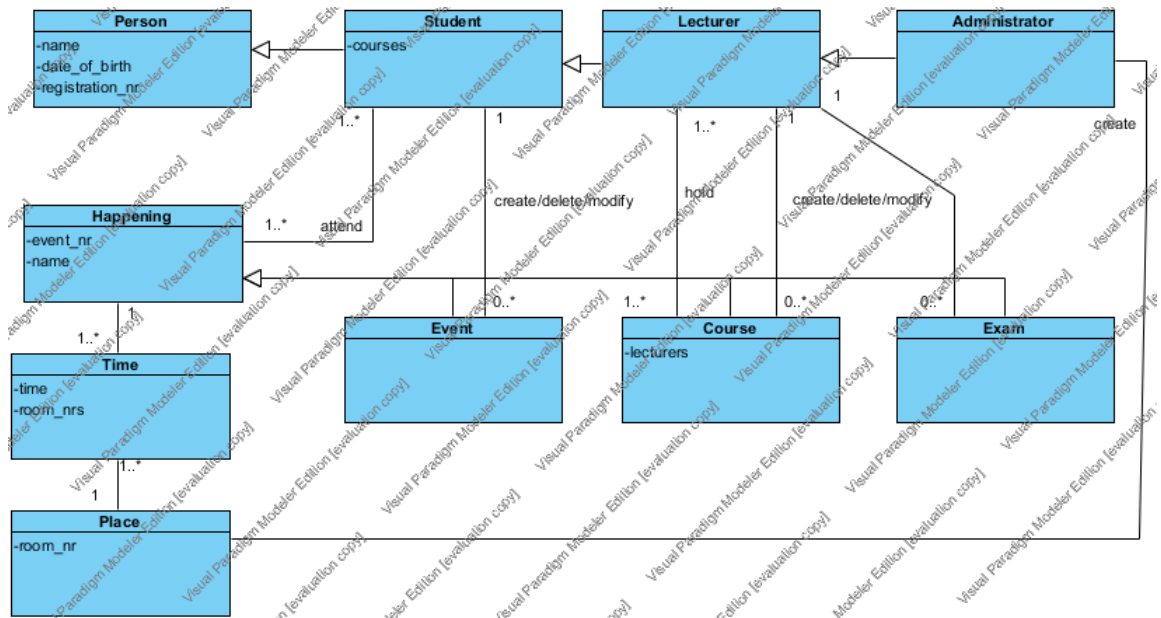 Person
-name
-date_of_birth
-registration_nr
Student
-courses
Lecturer
Administrator
1..*
1
1..*
1
1
create
create/delete/modify
hold
create/delete/modify
attend
1..*
Happening
-event_nr
-name
1
1..*
0..*
1..*
0..*
0..*
Event
Course
-lecturers
Exam
Time
-time
-room_nrs
1..*
1
Place
-room_nr
Visual Paradigm Modeler Edition [evaluation copy]